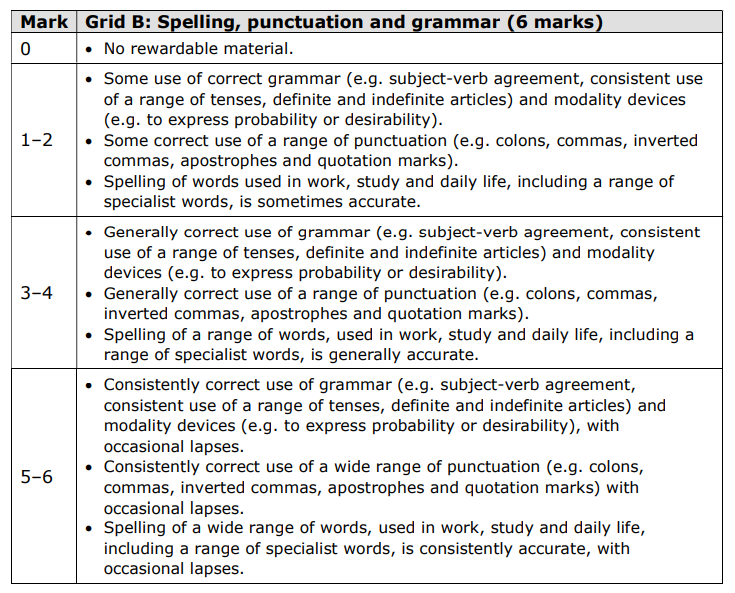 Mark Grid B: Spelling, punctuation and grammar (6 marks)
0 • No rewardable material.
1–2
• Some use of correct grammar (e.g. subject-verb agreement, consistent use
of a range of tenses, definite and indefinite articles) and modality devices
(e.g. to express probability or desirability).
• Some correct use of a range of punctuation (e.g. colons, commas, inverted
commas, apostrophes and quotation marks).
• Spelling of words used in work, study and daily life, including a range of
specialist words, is sometimes accurate.
3–4
• Generally correct use of grammar (e.g. subject-verb agreement, consistent
use of a range of tenses, definite and indefinite articles) and modality
devices (e.g. to express probability or desirability).
• Generally correct use of a range of punctuation (e.g. colons, commas,
inverted commas, apostrophes and quotation marks).
• Spelling of a range of words, used in work, study and daily life, including a
range of specialist words, is generally accurate.
5–6
• Consistently correct use of grammar (e.g. subject-verb agreement,
consistent use of a range of tenses, definite and indefinite articles) and
modality devices (e.g. to express probability or desirability), with
occasional lapses.
• Consistently correct use of a wide range of punctuation (e.g. colons,
commas, inverted commas, apostrophes and quotation marks) with
occasional lapses.
• Spelling of a wide range of words, used in work, study and daily life,
including a range of specialist words, is consistently accurate, with
occasional lapses.